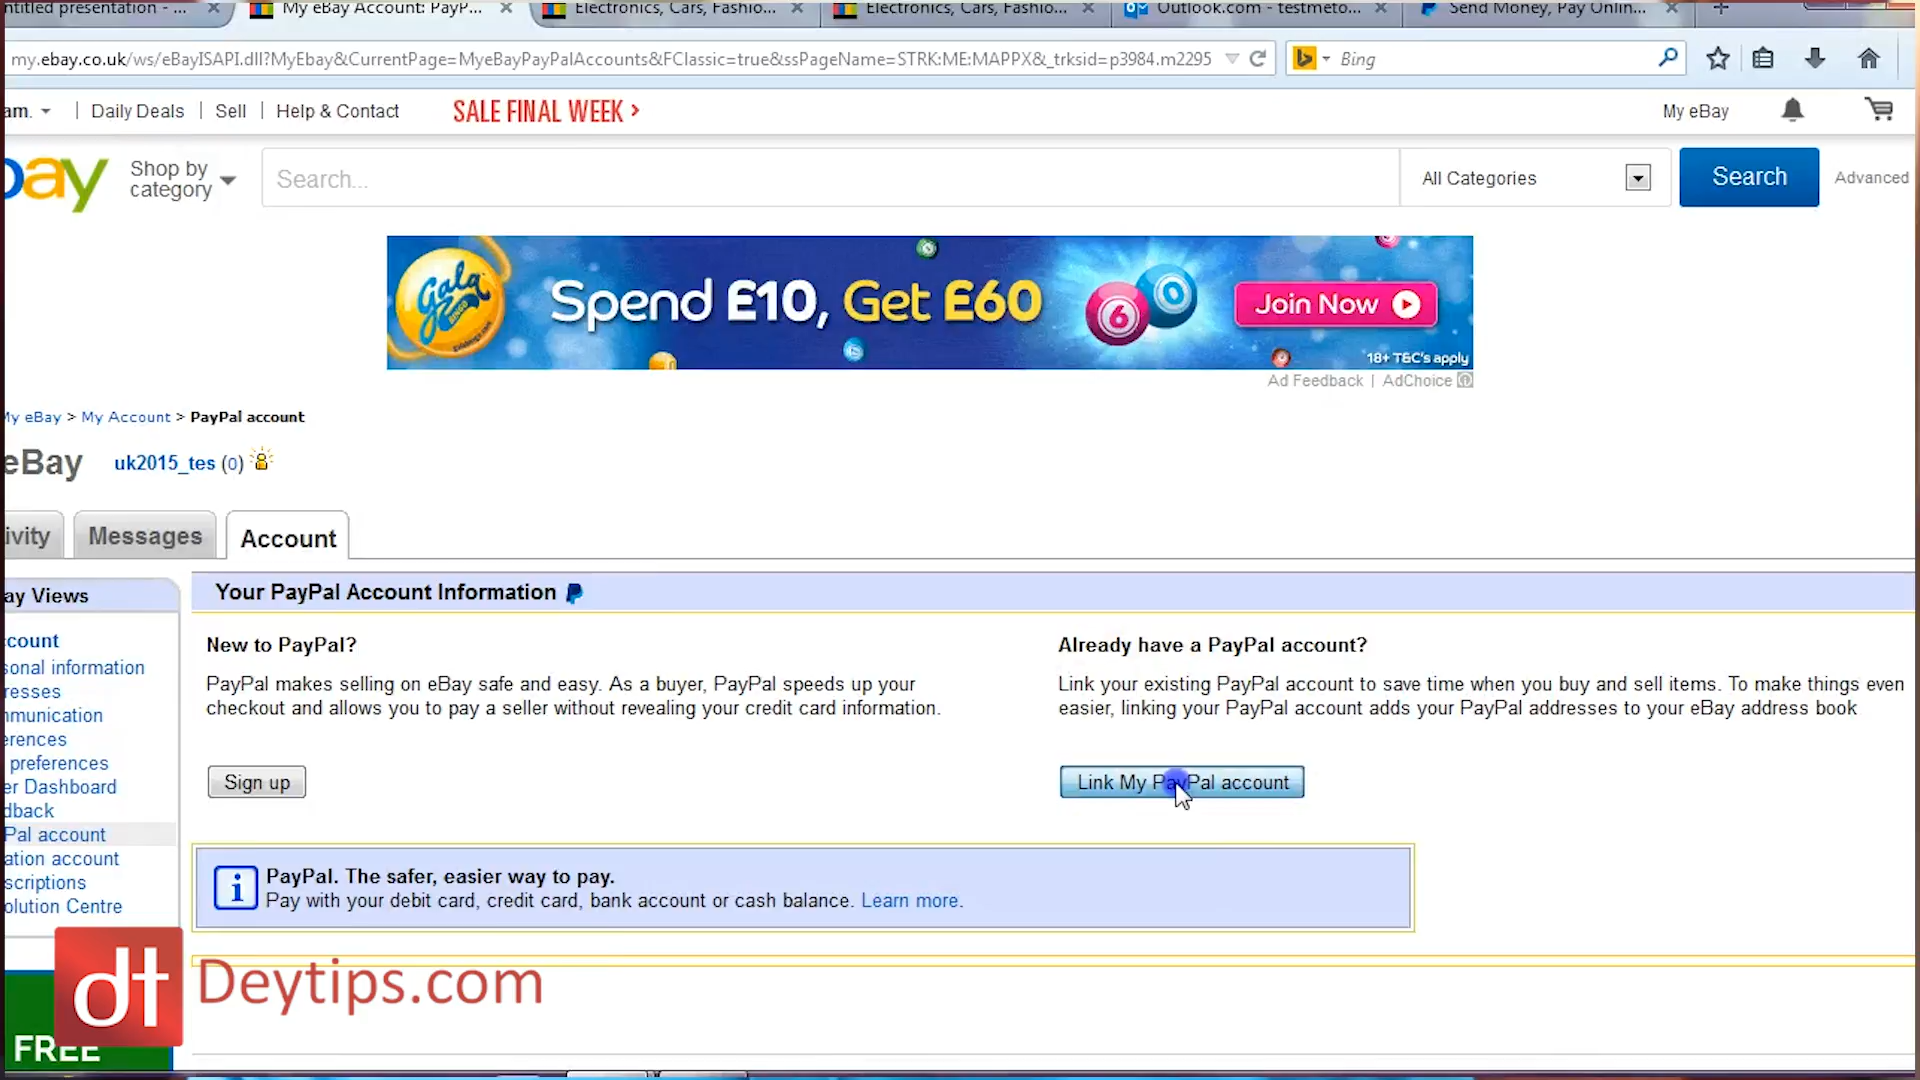 ntitled presentation - ...
My eBay Account: PayP...
Electronics, Cars, Fashio...
Electronics, Cars, Fashio...
Outlook.com - testmeto...
Send Money, Pay Onlin...
my.ebay.co.uk/ws/eBayISAPI.dll?MyEbay&CurrentPage=MyeBayPayPalAccounts&FClassic=true&ssPageName=STRK:ME:MAPPX&_trksid=p3984.m2295
Bing
am.
Daily Deals
Sell
Help & Contact
SALE FINAL WEEK >
My eBay
bay
Shop by category
Search...
All Categories
Search
Advanced
Gala BINGO
Spend £10, Get £60
6
0
Join Now
18+ T&C's apply
Ad Feedback | AdChoice
My eBay > My Account > PayPal account
eBay
uk2015_tes (0)
ivity
Messages
Account
ay Views
ccount
sonal information
resses
mmunication
erences
preferences
er Dashboard
dback
Pal account
ation account
scriptions
olution Centre
Your PayPal Account Information
New to PayPal?
PayPal makes selling on eBay safe and easy. As a buyer, PayPal speeds up your
checkout and allows you to pay a seller without revealing your credit card information.
Sign up
Already have a PayPal account?
Link your existing PayPal account to save time when you buy and sell items. To make things even
easier, linking your PayPal account adds your PayPal addresses to your eBay address book
Link My PayPal account
PayPal. The safer, easier way to pay.
Pay with your debit card, credit card, bank account or cash balance. Learn more.
dt
Deytips.com
FREE